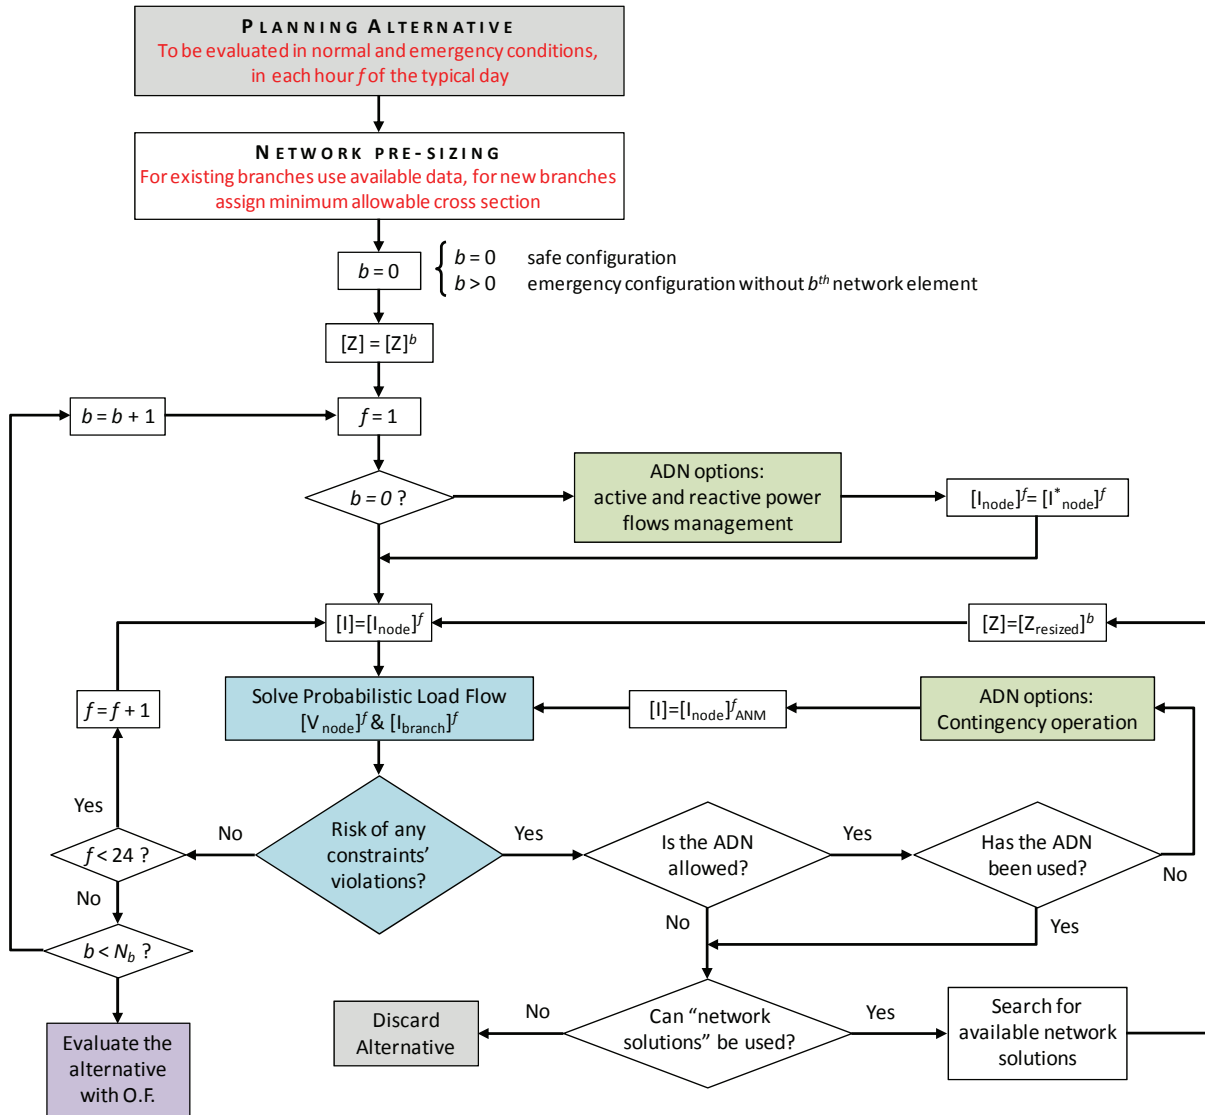 PLANNING ALTERNATIVE
To be evaluated in normal and emergency conditions,
in each hour f of the typical day
NETWORK PRE-SIZING
For existing branches use available data, for new branches
assign minimum allowable cross section
b = 0
b = 0 safe configuration
b > 0 emergency configuration without bth network element
[Z] = [Z]b
b = b + 1
f = 1
b = 0 ?
ADN options:
active and reactive power
flows management
[Inode]f= [I*node]f
[I]=[Inode]f
[Z]=[Zresized]b
f = f + 1
Solve Probabilistic Load Flow
[Vnode]f & [Ibranch]f
[I]=[Inode]fANM
ADN options:
Contingency operation
Yes
f < 24 ?
No
Risk of any
constraints’
violations?
Yes
Is the ADN
allowed?
Yes
Has the ADN
been used?
No
No
No
Yes
b < Nb ?
Evaluate the
alternative
with O.F.
Discard
Alternative
No
Can “network
solutions” be used?
Yes
Search for
available network
solutions